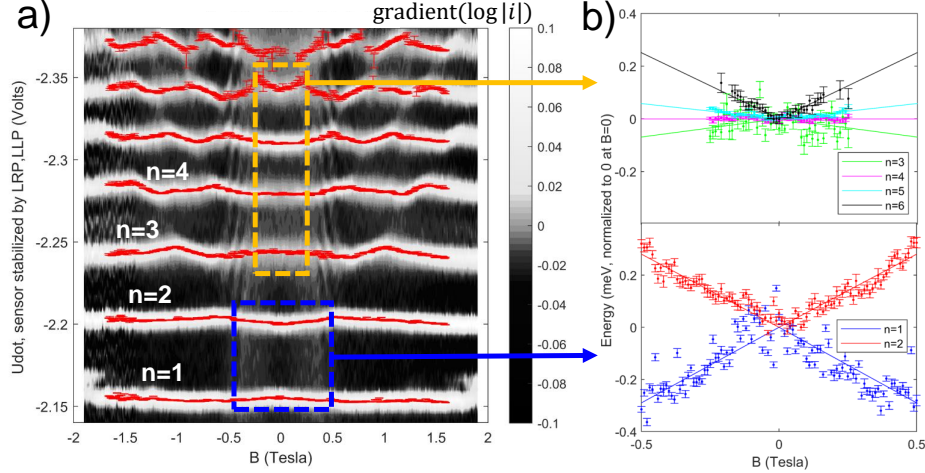 a)
gradient(log |i|)
b)
Udot, sensor stabilized by LRP,LLP (Volts)
-2.35
-2.3
-2.25
-2.2
-2.15
n=4
n=3
n=2
n=1
-2 -1.5 -1 -0.5 0 0.5 1 1.5 2
B (Tesla)
0.1
0.08
0.06
0.04
0.02
0
-0.02
-0.04
-0.06
-0.08
-0.1
Energy (meV, normalized to 0 at B=0)
0.4
0.2
0
-0.2
n=3
n=4
n=5
n=6
0.2
0
-0.2
-0.4
n=1
n=2
-0.5 0 0.5
B (Tesla)